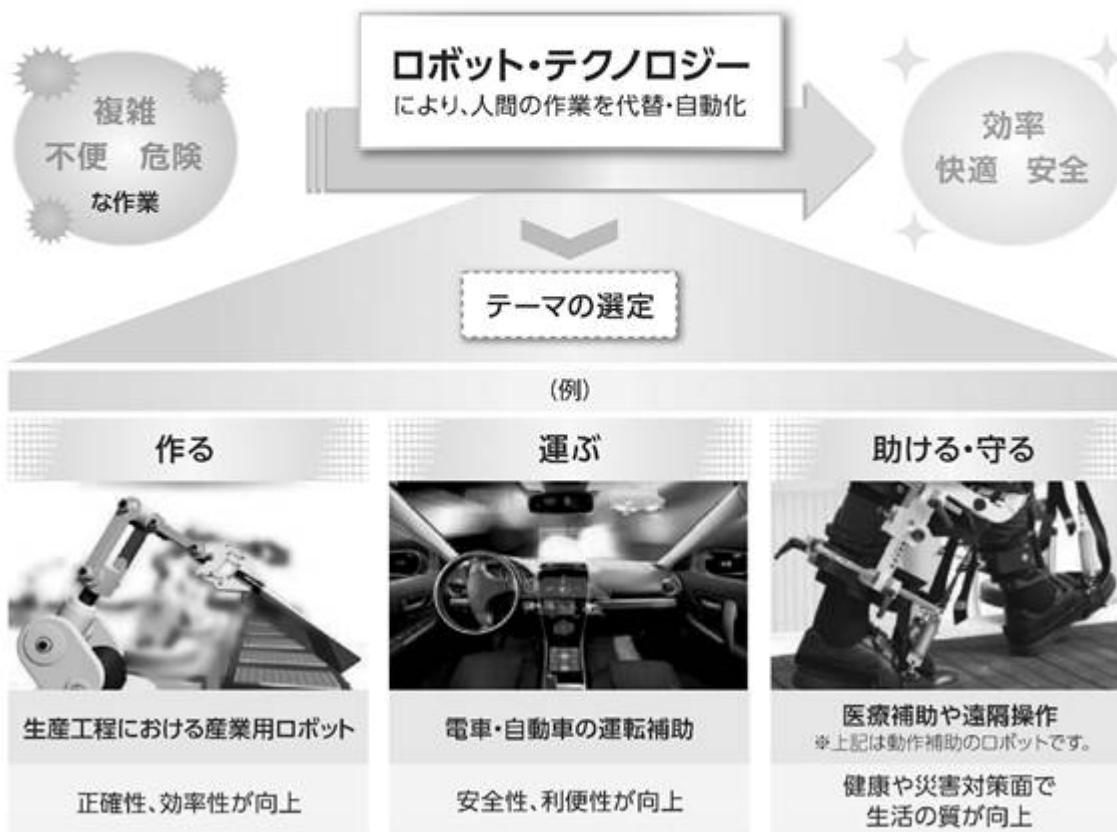 ロボット・テクノロジー
により、人間の作業を代替・自動化
複雑
不便 危険
な作業
効率
快適 安全
テーマの選定
(例)
作る
運ぶ
助ける・守る
生産工程における産業用ロボット
電車・自動車の運転補助
医療補助や遠隔操作
※上記は動作補助のロボットです。
正確性、効率性が向上
安全性、利便性が向上
健康や災害対策面で
生活の質が向上